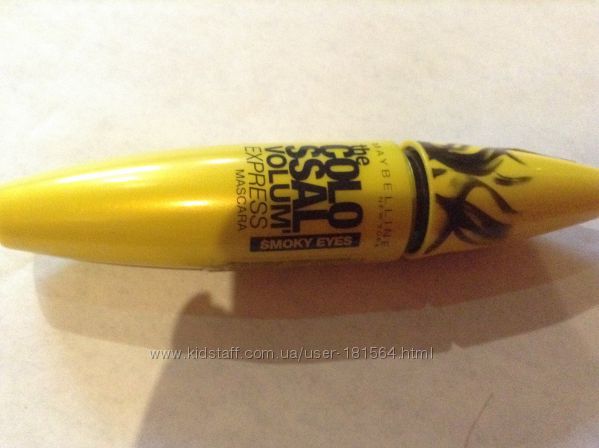 MAYBELLINE
NEW YORK
the
COLO
SSAL
VOLUM'
EXPRESS
MASCARA
SMOKY EYES
www.kidstaff.com.ua/user-181564.html